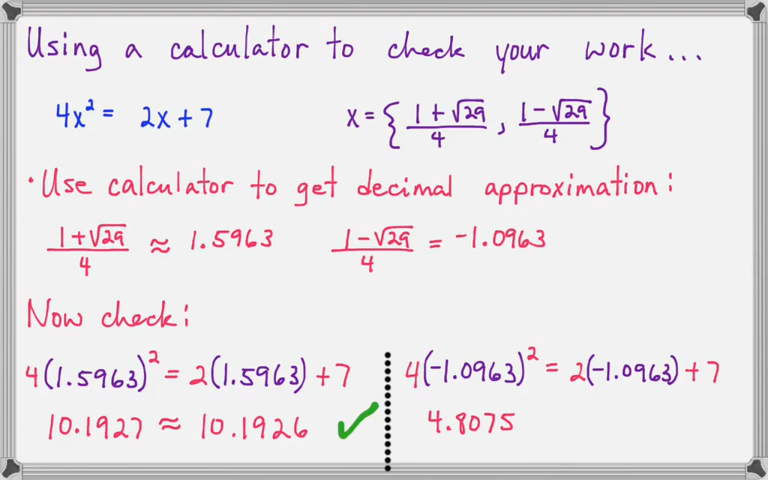 Using a calculator to check your work...
4x² = 2x + 7    x = { (1 + √29)/4 , (1 − √29)/4 }
• Use calculator to get decimal approximation:
(1 + √29)/4 ≈ 1.5963    (1 − √29)/4 = −1.0963
Now check:
4(1.5963)² = 2(1.5963) + 7
10.1927 ≈ 10.1926 ✓
4(−1.0963)² = 2(−1.0963) + 7
4.8075